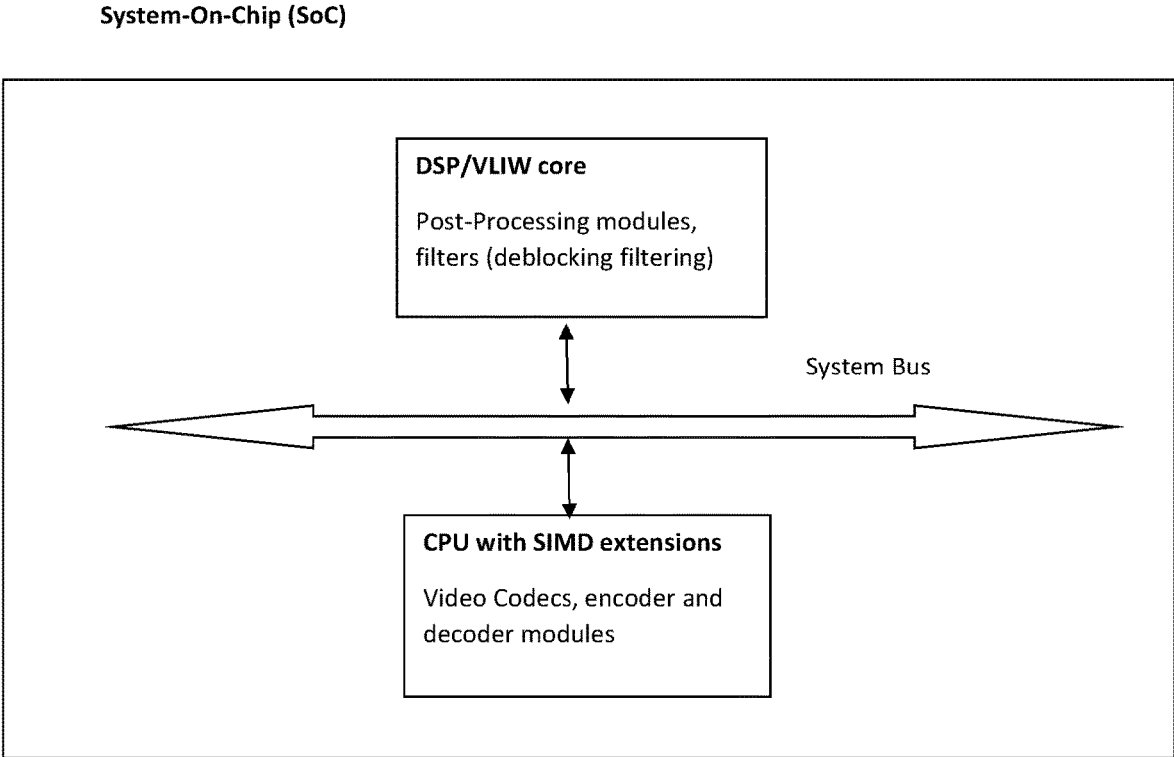 System-On-Chip (SoC)
DSP/VLIW core
Post-Processing modules,
filters (deblocking filtering)
System Bus
CPU with SIMD extensions
Video Codecs, encoder and
decoder modules